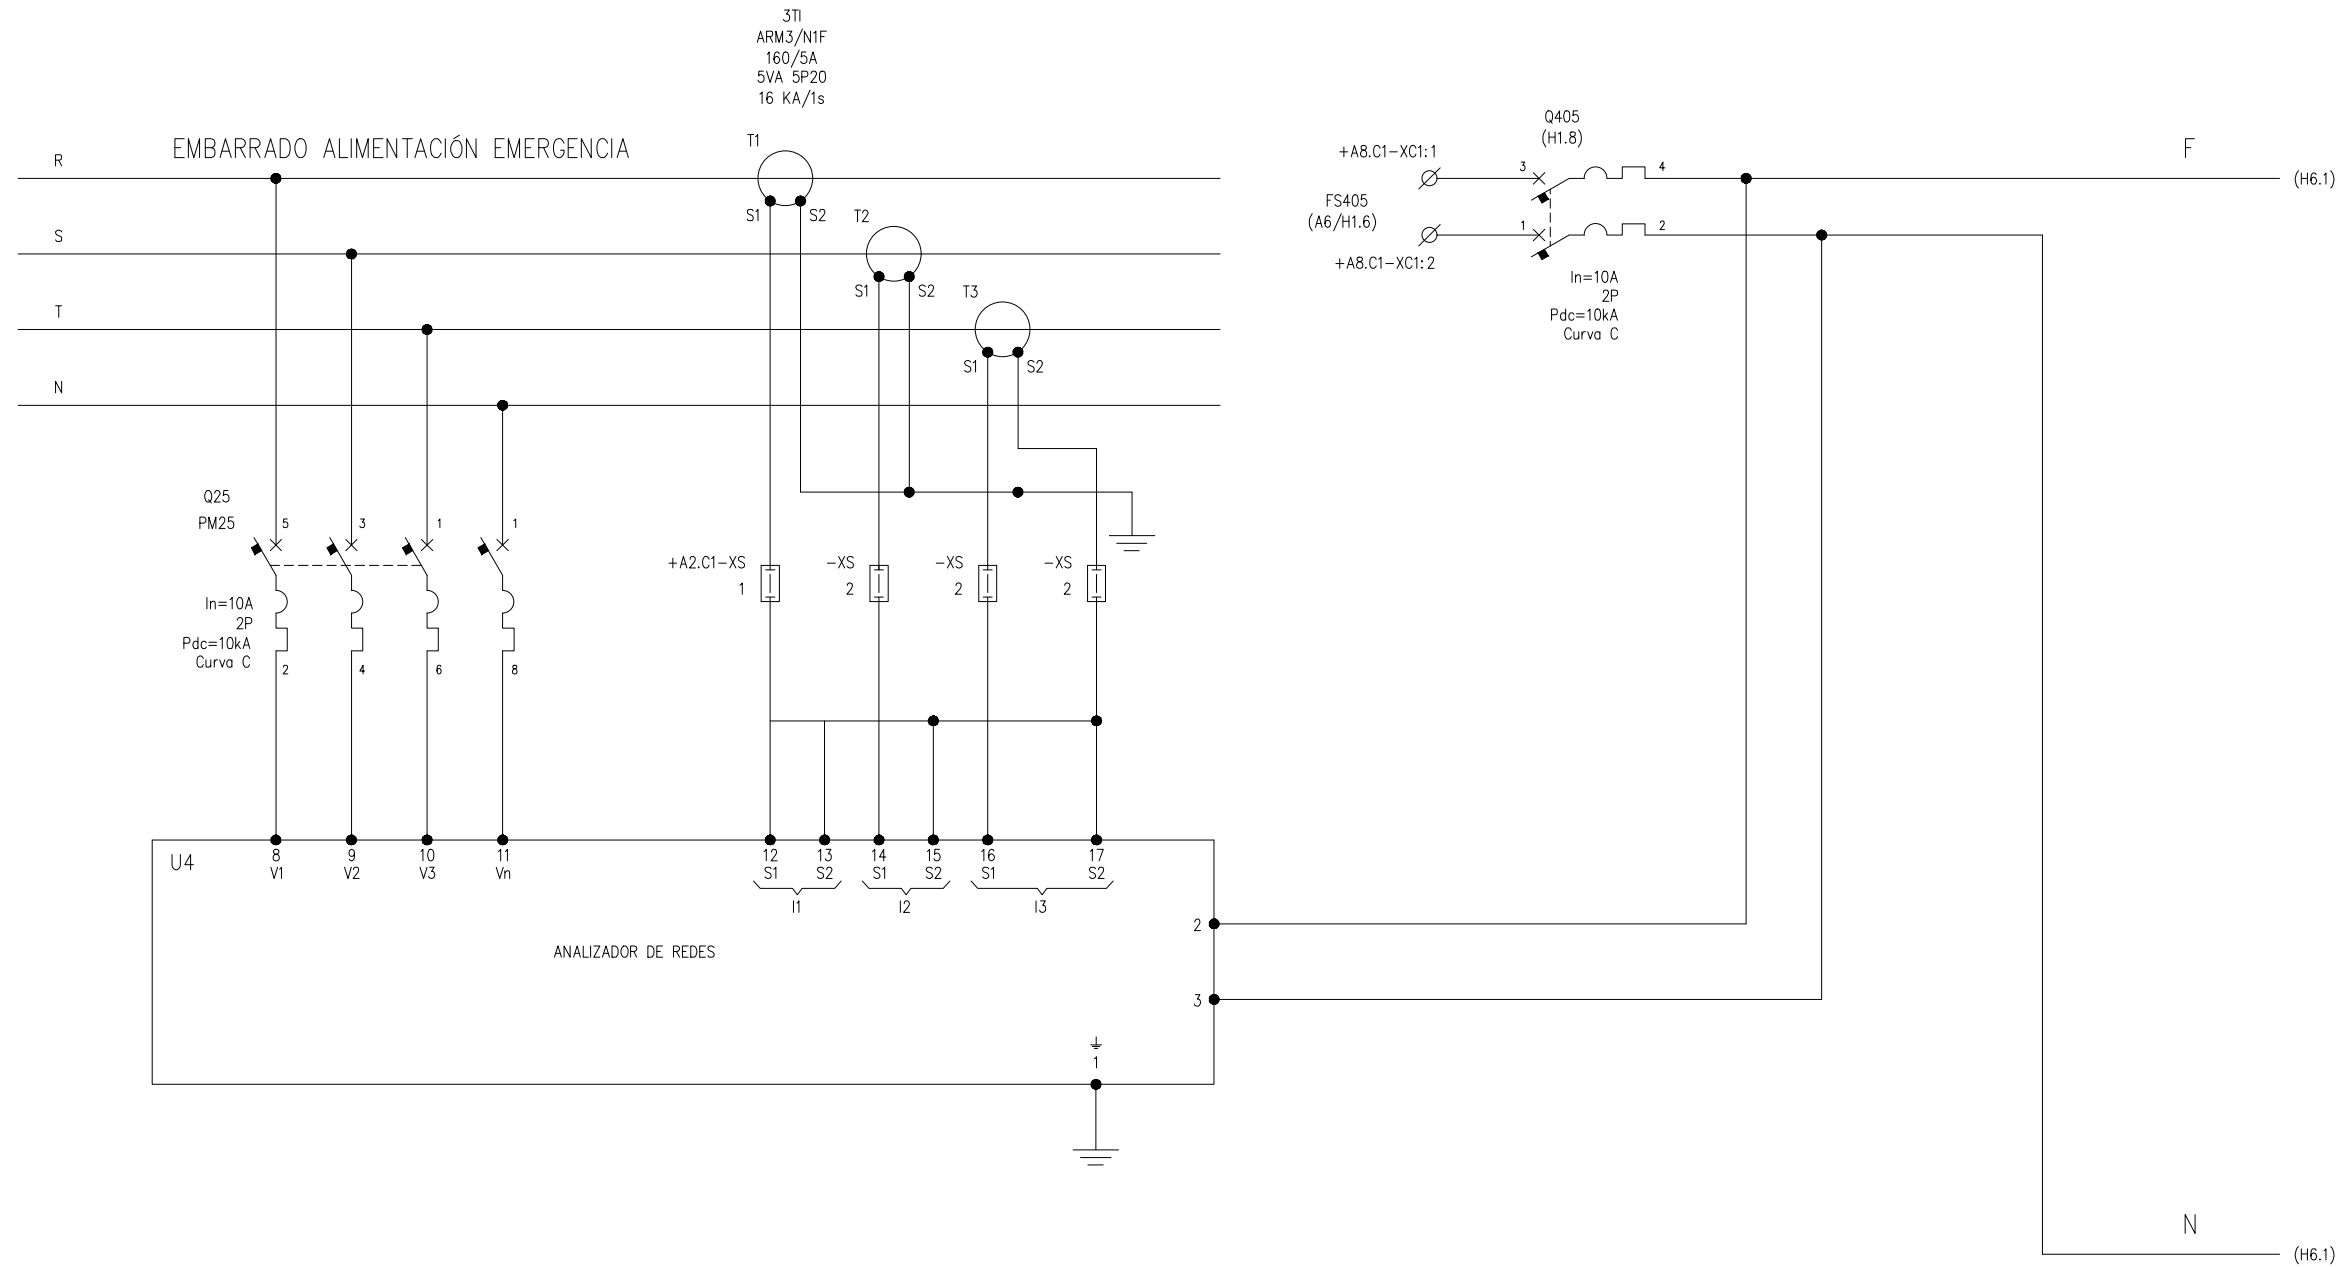 3TI
ARM3/N1F
160/5A
5VA 5P20
16 KA/1s
EMBARRADO ALIMENTACIÓN EMERGENCIA
R
S
T
N
T1
S1 S2
T2
S1 S2
T3
S1 S2
Q405
(H1.8)
+A8.C1-XC1:1
3 4
FS405
(A6/H1.6)
1 2
+A8.C1-XC1:2
In=10A
2P
Pdc=10kA
Curva C
F
(H6.1)
Q25
PM25
5 3 1 1
In=10A
2P
Pdc=10kA
Curva C
2 4 6 8
+A2.C1-XS
1
-XS
2
-XS
2
-XS
2
U4
8 9 10 11 12 13 14 15 16 17
V1 V2 V3 Vn S1 S2 S1 S2 S1 S2
I1 I2 I3
2
ANALIZADOR DE REDES
3
1
N
(H6.1)